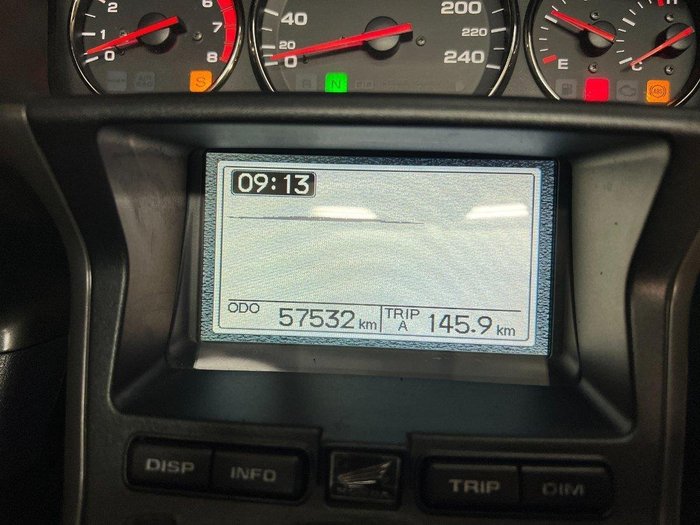 2 1 0 6 7 8
40 20 0 200 220 240
E C H
S N ABS
09:13
ODO 57532 km TRIP A 145.9 km
DISP INFO TRIP DIM